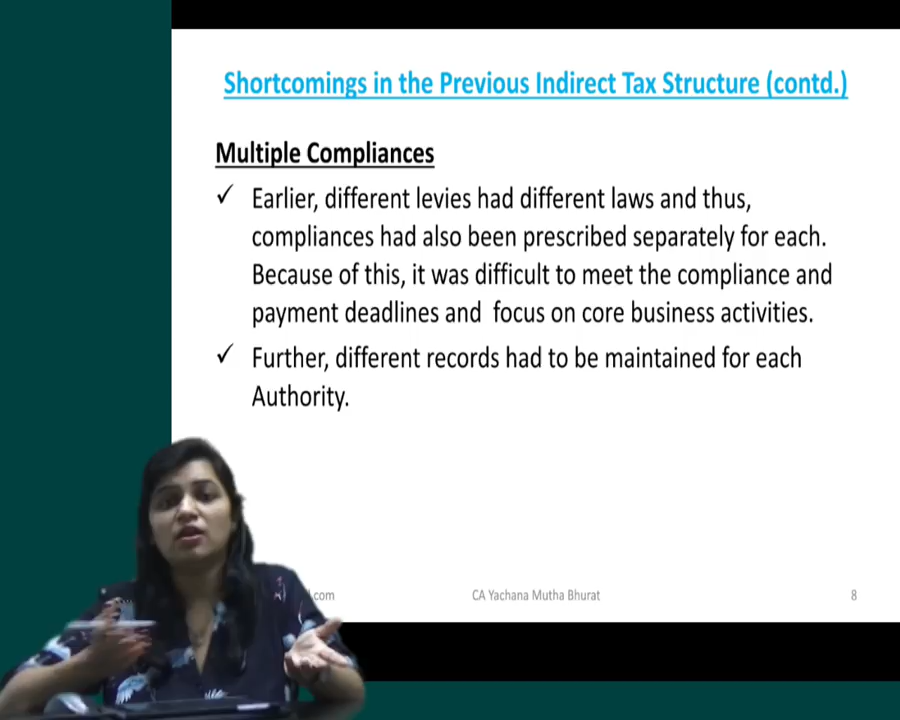 Shortcomings in the Previous Indirect Tax Structure (contd.)
Multiple Compliances
✓ Earlier, different levies had different laws and thus,
compliances had also been prescribed separately for each.
Because of this, it was difficult to meet the compliance and
payment deadlines and focus on core business activities.
✓ Further, different records had to be maintained for each
Authority.
.com CA Yachana Mutha Bhurat 8